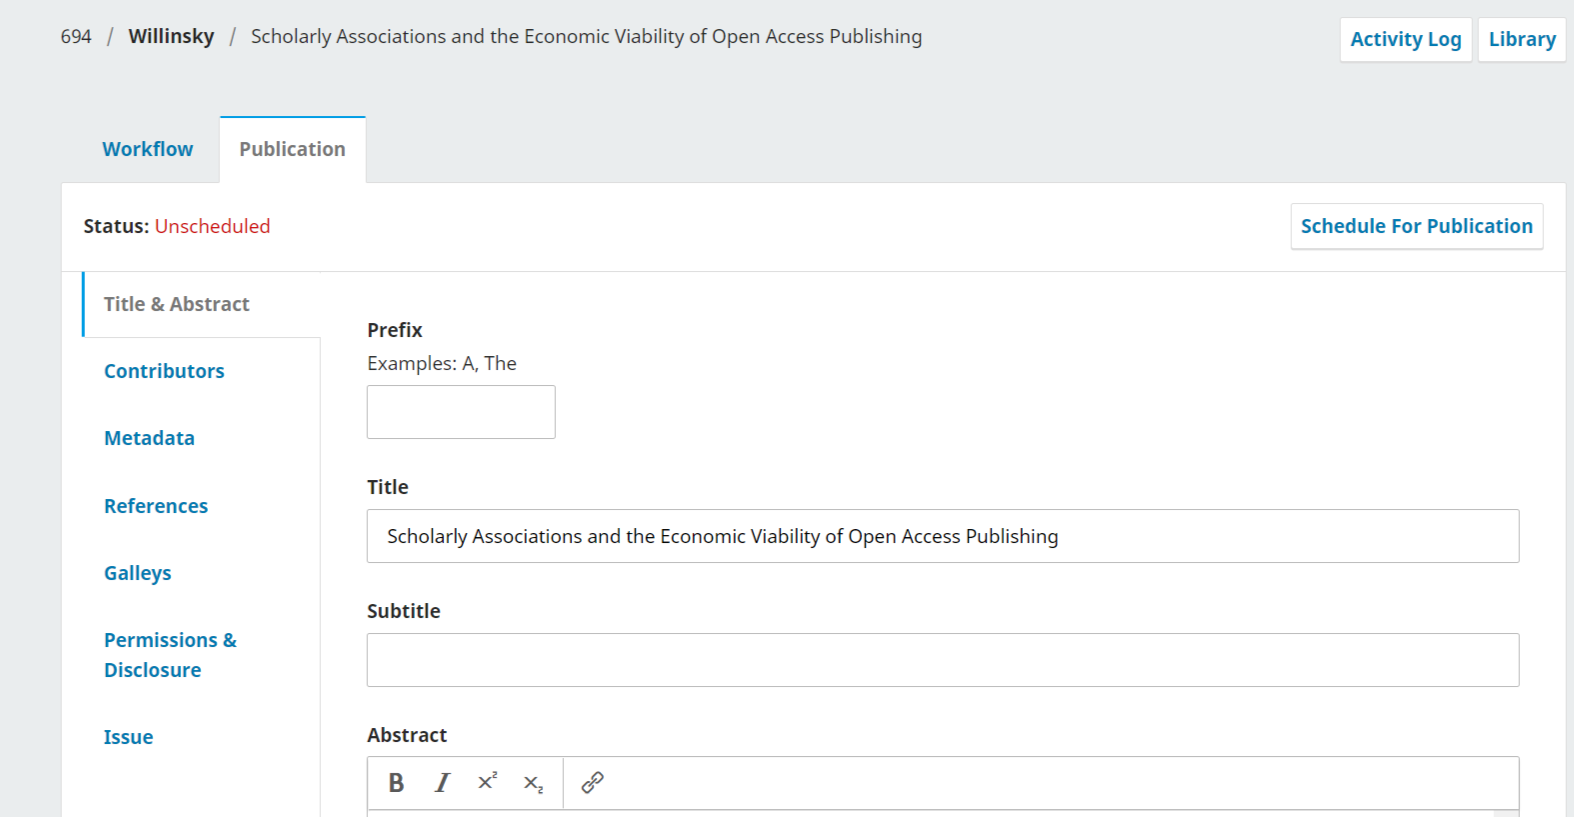 694 / Willinsky / Scholarly Associations and the Economic Viability of Open Access Publishing
Activity Log
Library
Workflow
Publication
Status: Unscheduled
Schedule For Publication
Title & Abstract
Contributors
Metadata
References
Galleys
Permissions &
Disclosure
Issue
Prefix
Examples: A, The
Title
Scholarly Associations and the Economic Viability of Open Access Publishing
Subtitle
Abstract
B I x² x₂